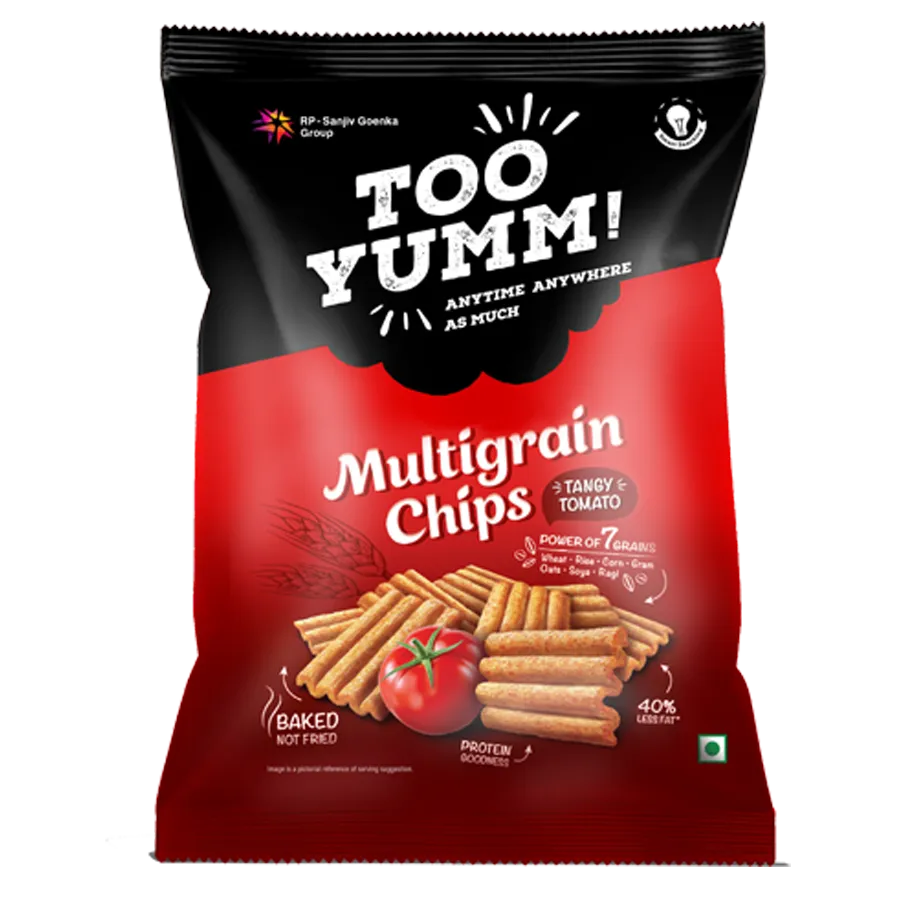 RP-Sanjiv Goenka
Group
TOO
YUMM!
ANYTIME ANYWHERE
AS MUCH
Multigrain
Chips
TANGY
TOMATO
POWER OF 7 GRAINS
Wheat • Rice • Corn • Gram
Oats • Soya • Ragi
BAKED
NOT FRIED
40%
LESS FAT*
PROTEIN
GOODNESS
Image is a pictorial reference of serving suggestion.